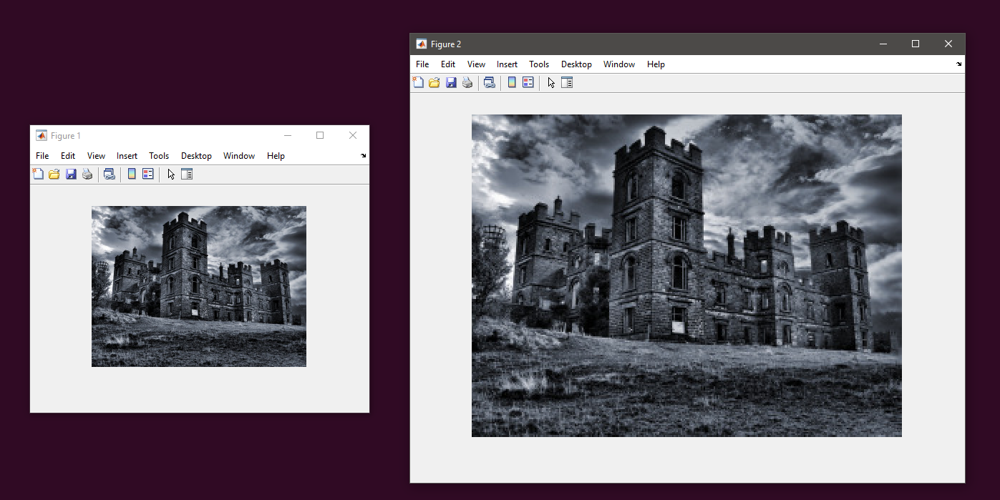 Figure 1
File Edit View Insert Tools Desktop Window Help
Figure 2
File Edit View Insert Tools Desktop Window Help